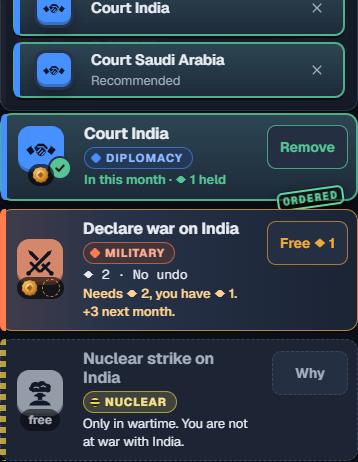 Court India
Court Saudi Arabia
Recommended
Court India
DIPLOMACY
In this month · ◆ 1 held
Remove
ORDERED
Declare war on India
MILITARY
◆ 2 · No undo
Needs ◆ 2, you have ◆ 1.
+3 next month.
Free ◆ 1
Nuclear strike on
India
NUCLEAR
Only in wartime. You are not
at war with India.
free
Why